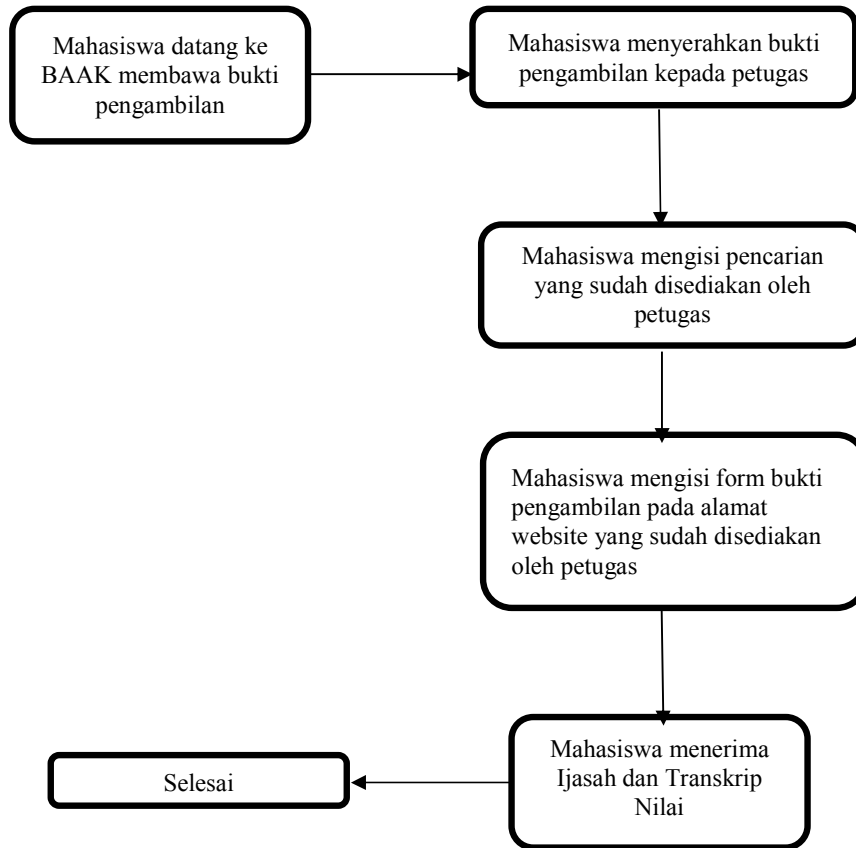 Mahasiswa datang ke
BAAK membawa bukti
pengambilan
Mahasiswa menyerahkan bukti
pengambilan kepada petugas
Mahasiswa mengisi pencarian
yang sudah disediakan oleh
petugas
Mahasiswa mengisi form bukti
pengambilan pada alamat
website yang sudah disediakan
oleh petugas
Mahasiswa menerima
Ijasah dan Transkrip
Nilai
Selesai